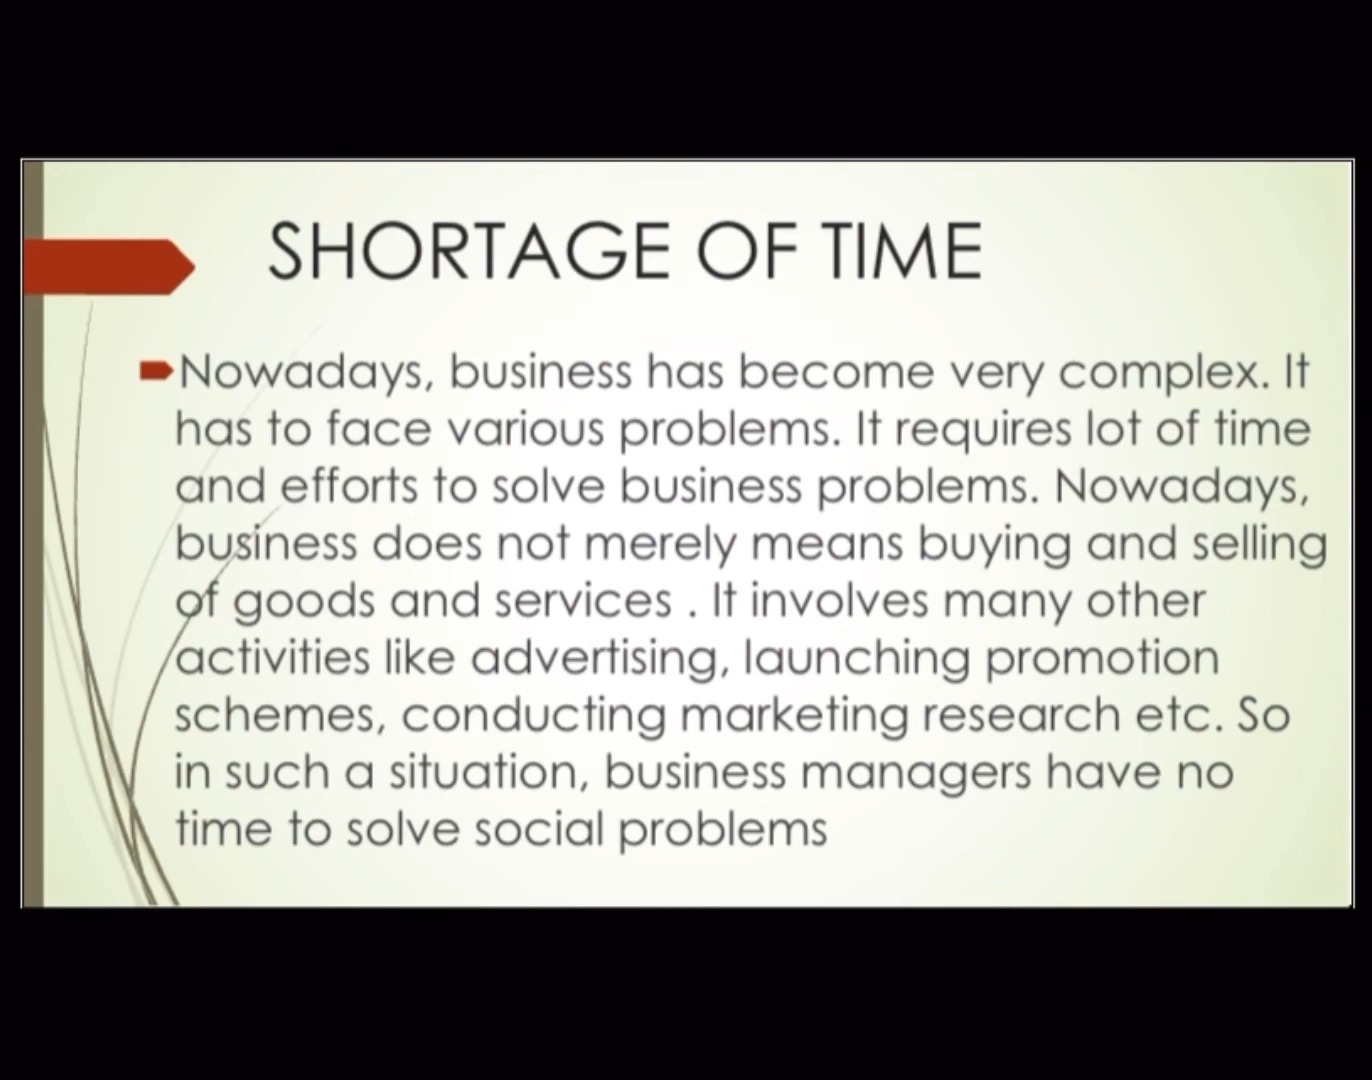 SHORTAGE OF TIME
Nowadays, business has become very complex. It
has to face various problems. It requires lot of time
and efforts to solve business problems. Nowadays,
business does not merely means buying and selling
of goods and services . It involves many other
activities like advertising, launching promotion
schemes, conducting marketing research etc. So
in such a situation, business managers have no
time to solve social problems